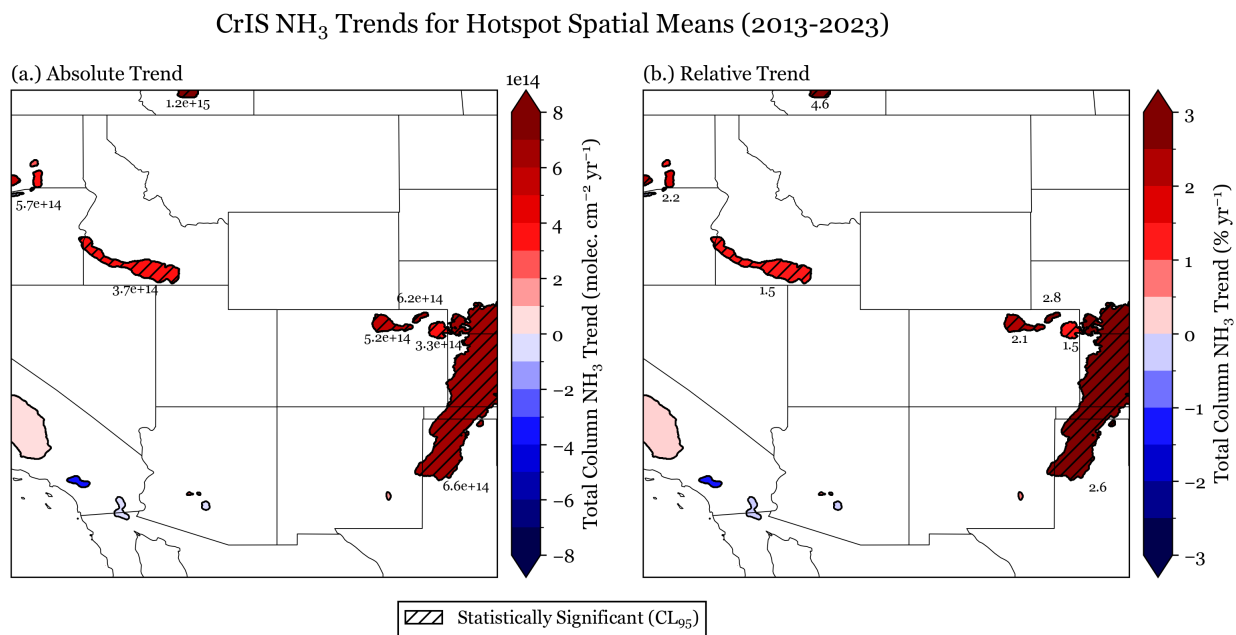 CrIS NH₃ Trends for Hotspot Spatial Means (2013-2023)
(a.) Absolute Trend
1e14
1.2e+15
5.7e+14
3.7e+14
6.2e+14
5.2e+14
3.3e+14
6.6e+14
8
6
4
2
0
−2
−4
−6
−8
Total Column NH₃ Trend (molec. cm⁻² yr⁻¹)
(b.) Relative Trend
4.6
2.2
1.5
2.8
2.1
1.5
2.6
3
2
1
0
−1
−2
−3
Total Column NH₃ Trend (% yr⁻¹)
Statistically Significant (CL₉₅)